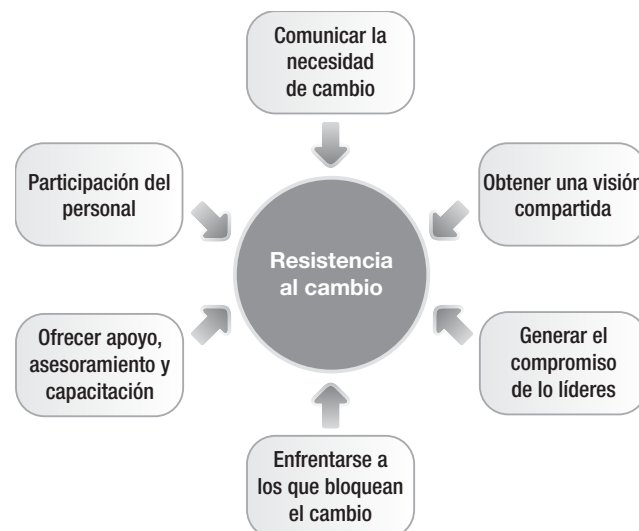 Comunicar la
necesidad
de cambio
Participación del
personal
Obtener una visión
compartida
Resistencia
al cambio
Ofrecer apoyo,
asesoramiento y
capacitación
Generar el
compromiso
de lo líderes
Enfrentarse a
los que bloquean
el cambio